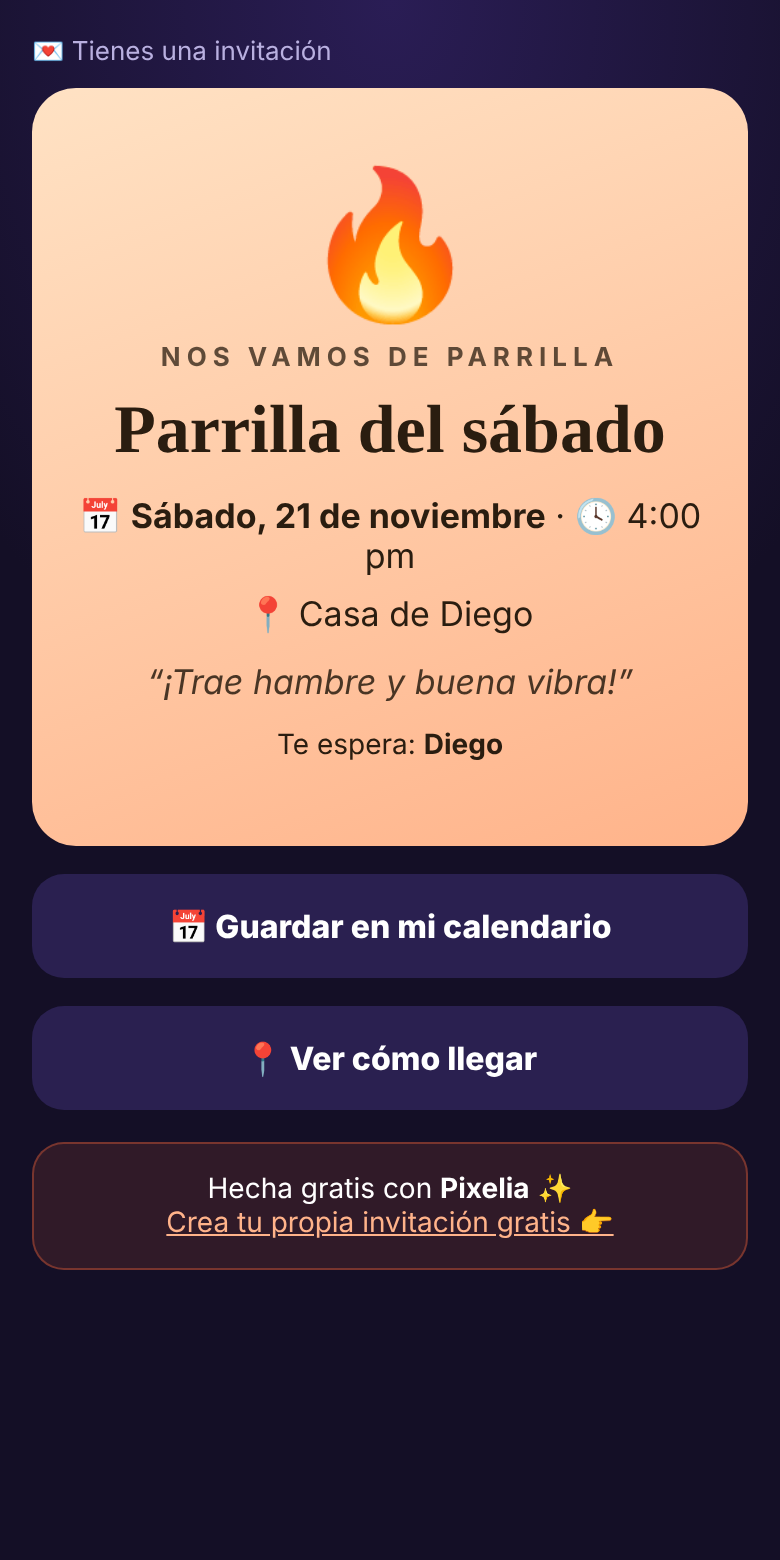 💌 Tienes una invitación
NOS VAMOS DE PARRILLA
Parrilla del sábado
📅 Sábado, 21 de noviembre · 🕓 4:00
pm
📍 Casa de Diego
“¡Trae hambre y buena vibra!”
Te espera: Diego
📅 Guardar en mi calendario
📍 Ver cómo llegar
Hecha gratis con Pixelia ✨
Crea tu propia invitación gratis 👉